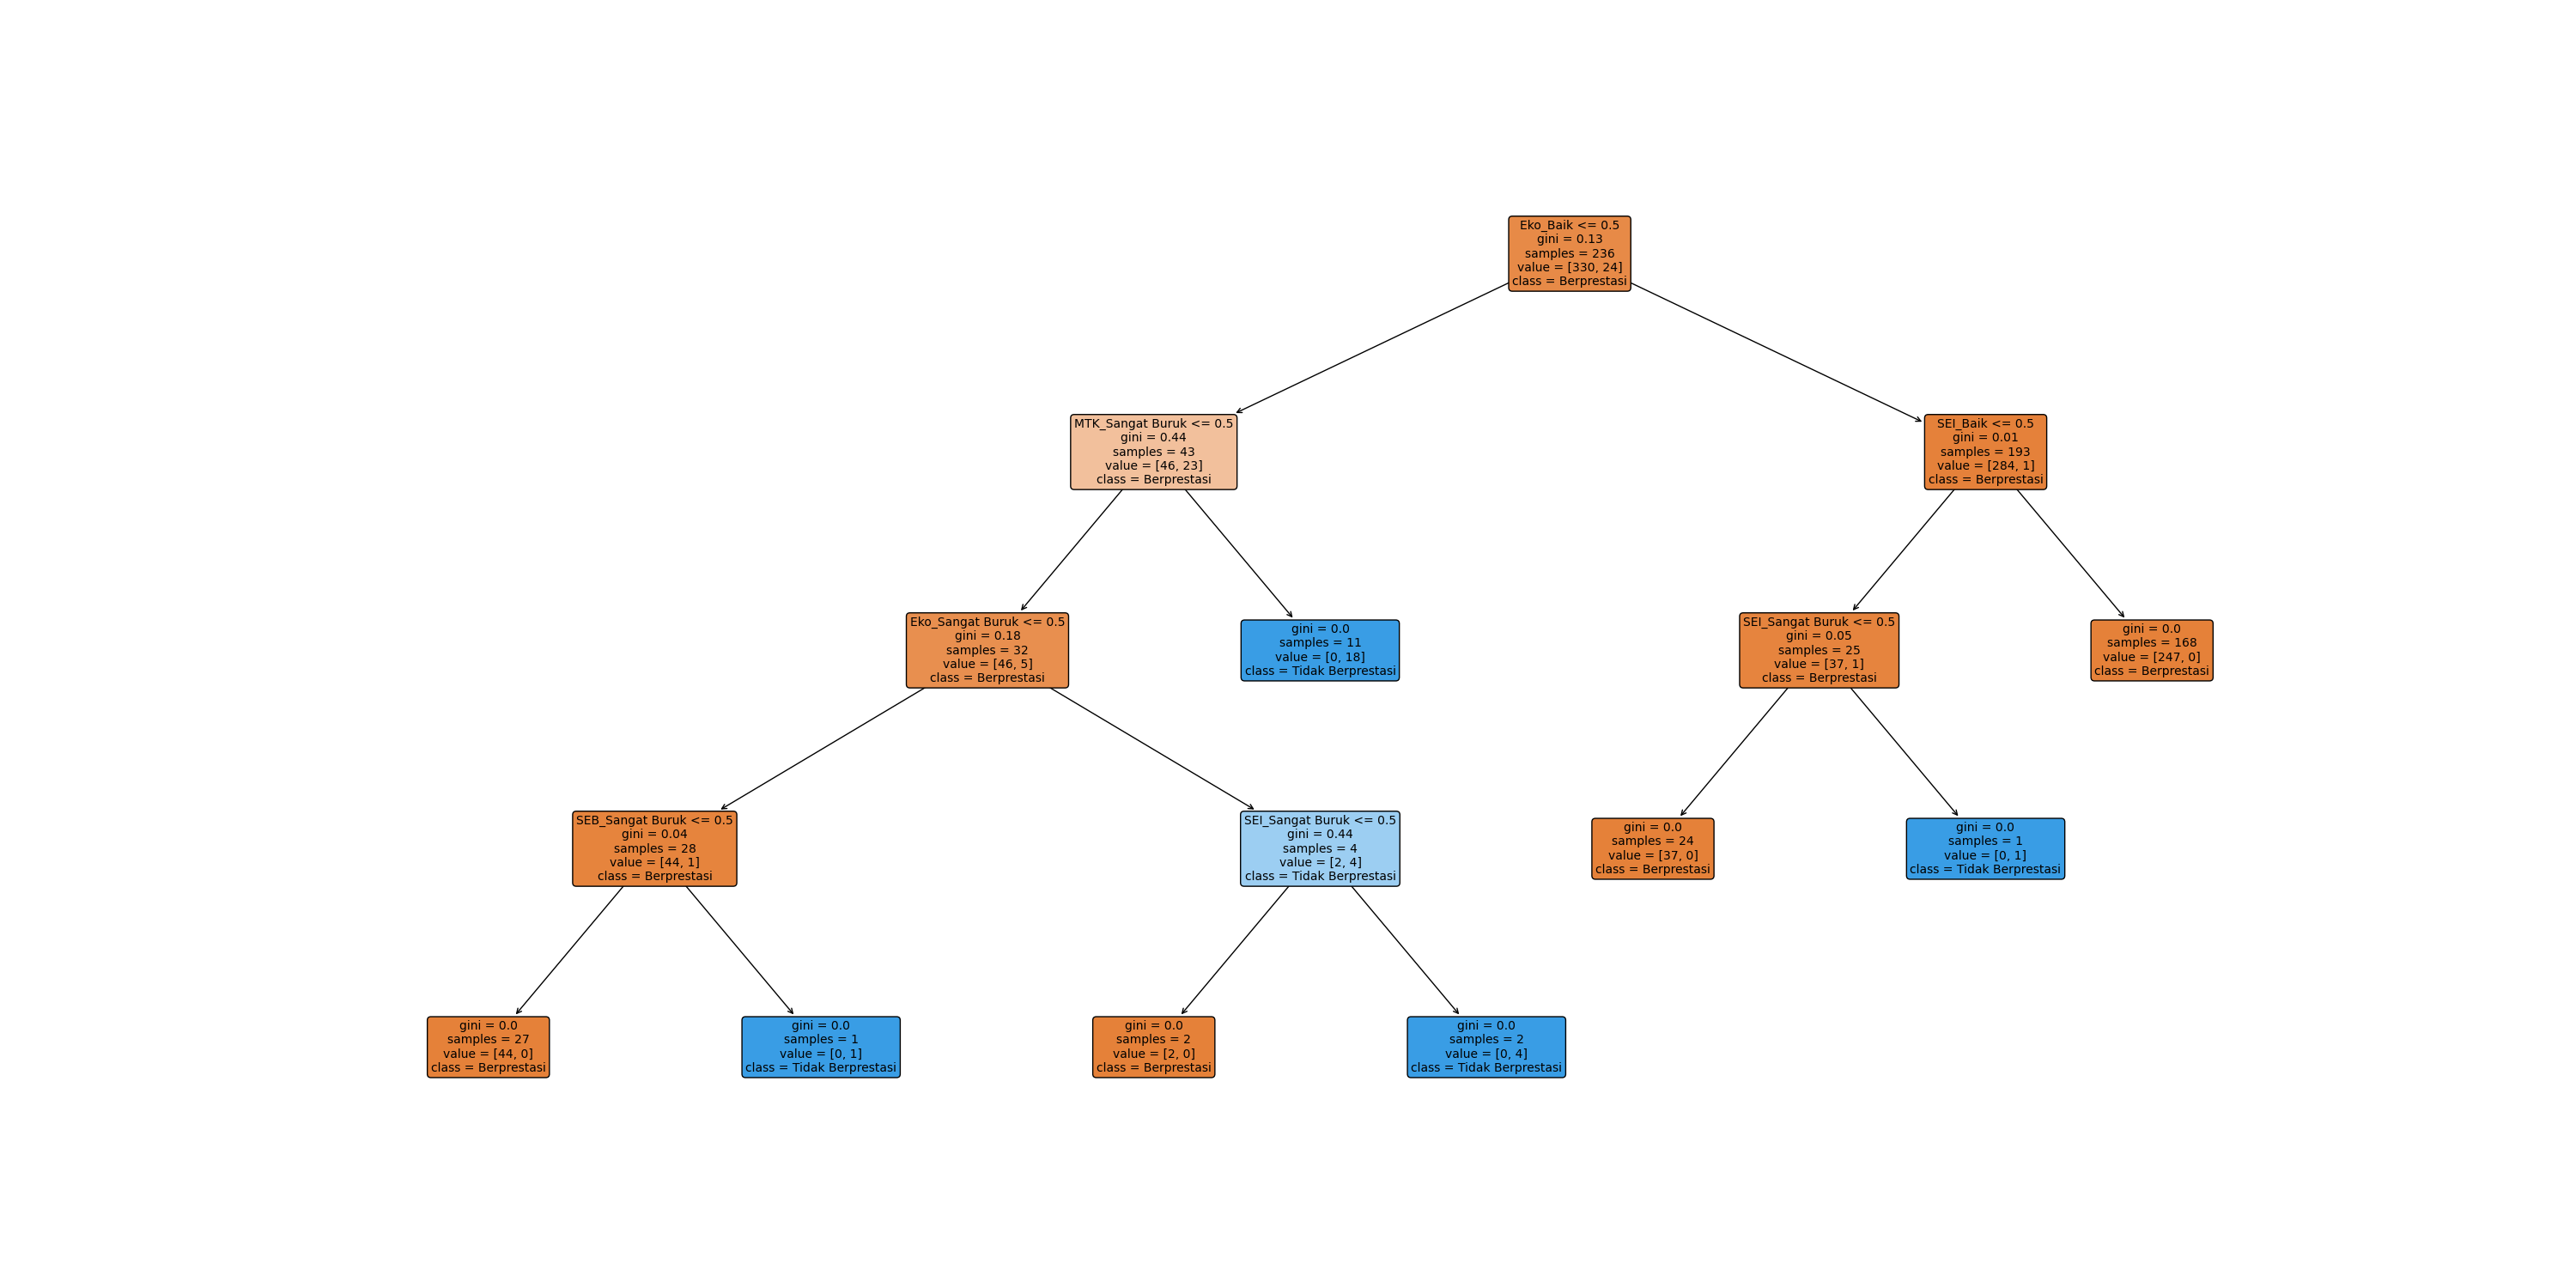 Eko_Baik <= 0.5
gini = 0.13
samples = 236
value = [330, 24]
class = Berprestasi
MTK_Sangat Buruk <= 0.5
gini = 0.44
samples = 43
value = [46, 23]
class = Berprestasi
SEI_Baik <= 0.5
gini = 0.01
samples = 193
value = [284, 1]
class = Berprestasi
Eko_Sangat Buruk <= 0.5
gini = 0.18
samples = 32
value = [46, 5]
class = Berprestasi
gini = 0.0
samples = 11
value = [0, 18]
class = Tidak Berprestasi
SEI_Sangat Buruk <= 0.5
gini = 0.05
samples = 25
value = [37, 1]
class = Berprestasi
gini = 0.0
samples = 168
value = [247, 0]
class = Berprestasi
SEB_Sangat Buruk <= 0.5
gini = 0.04
samples = 28
value = [44, 1]
class = Berprestasi
SEI_Sangat Buruk <= 0.5
gini = 0.44
samples = 4
value = [2, 4]
class = Tidak Berprestasi
gini = 0.0
samples = 24
value = [37, 0]
class = Berprestasi
gini = 0.0
samples = 1
value = [0, 1]
class = Tidak Berprestasi
gini = 0.0
samples = 27
value = [44, 0]
class = Berprestasi
gini = 0.0
samples = 1
value = [0, 1]
class = Tidak Berprestasi
gini = 0.0
samples = 2
value = [2, 0]
class = Berprestasi
gini = 0.0
samples = 2
value = [0, 4]
class = Tidak Berprestasi